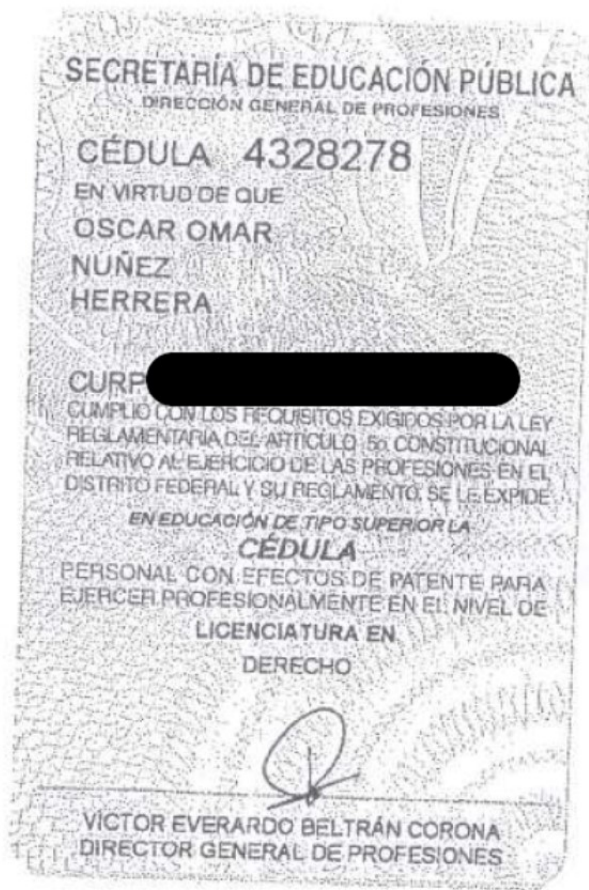 SECRETARÍA DE EDUCACIÓN PÚBLICA
DIRECCIÓN GENERAL DE PROFESIONES
CÉDULA 4328278
EN VIRTUD DE QUE
OSCAR OMAR
NUÑEZ
HERRERA
CURP
CUMPLIO CON LOS REQUISITOS EXIGIDOS POR LA LEY
REGLAMENTARIA DEL ARTICULO 5o. CONSTITUCIONAL
RELATIVO AL EJERCICIO DE LAS PROFESIONES EN EL
DISTRITO FEDERAL Y SU REGLAMENTO, SE LE EXPIDE
EN EDUCACIÓN DE TIPO SUPERIOR LA
CÉDULA
PERSONAL CON EFECTOS DE PATENTE PARA
EJERCER PROFESIONALMENTE EN EL NIVEL DE
LICENCIATURA EN
DERECHO
VICTOR EVERARDO BELTRÁN CORONA
DIRECTOR GENERAL DE PROFESIONES